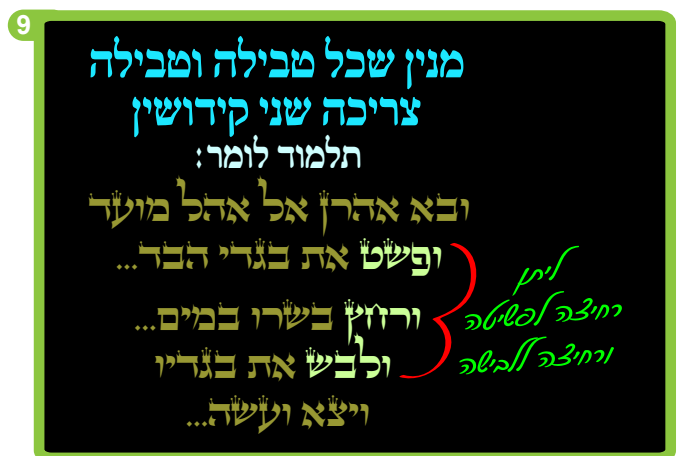 9
מנין שכל טבילה וטבילה
צריכה שני קידושין
תלמוד לומר:
ובא אהרן אל אהל מועד
ופשט את בגדי הבד...
ורחץ בשרו במים...
ולבש את בגדיו
ויצא ועשה...
ליתן
רחיצה לפשיטה
ורחיצה ללבישה